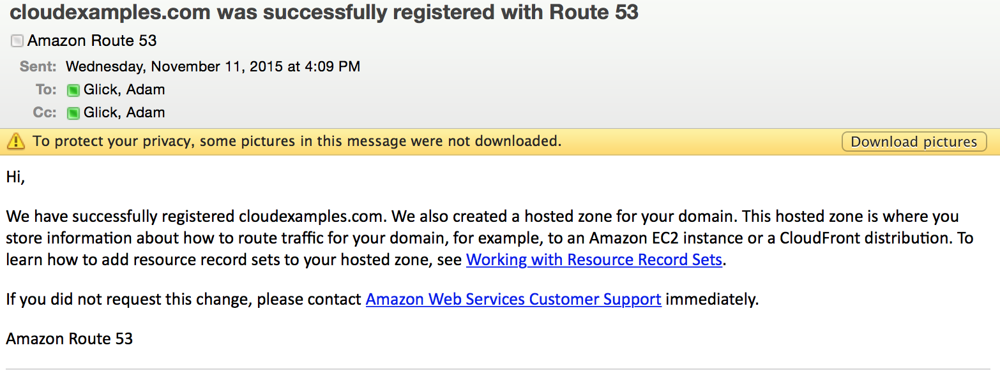 cloudexamples.com was successfully registered with Route 53
Amazon Route 53
Sent: Wednesday, November 11, 2015 at 4:09 PM
To: Glick, Adam
Cc: Glick, Adam
To protect your privacy, some pictures in this message were not downloaded. Download pictures
Hi,
We have successfully registered cloudexamples.com. We also created a hosted zone for your domain. This hosted zone is where you
store information about how to route traffic for your domain, for example, to an Amazon EC2 instance or a CloudFront distribution. To
learn how to add resource record sets to your hosted zone, see Working with Resource Record Sets.
If you did not request this change, please contact Amazon Web Services Customer Support immediately.
Amazon Route 53